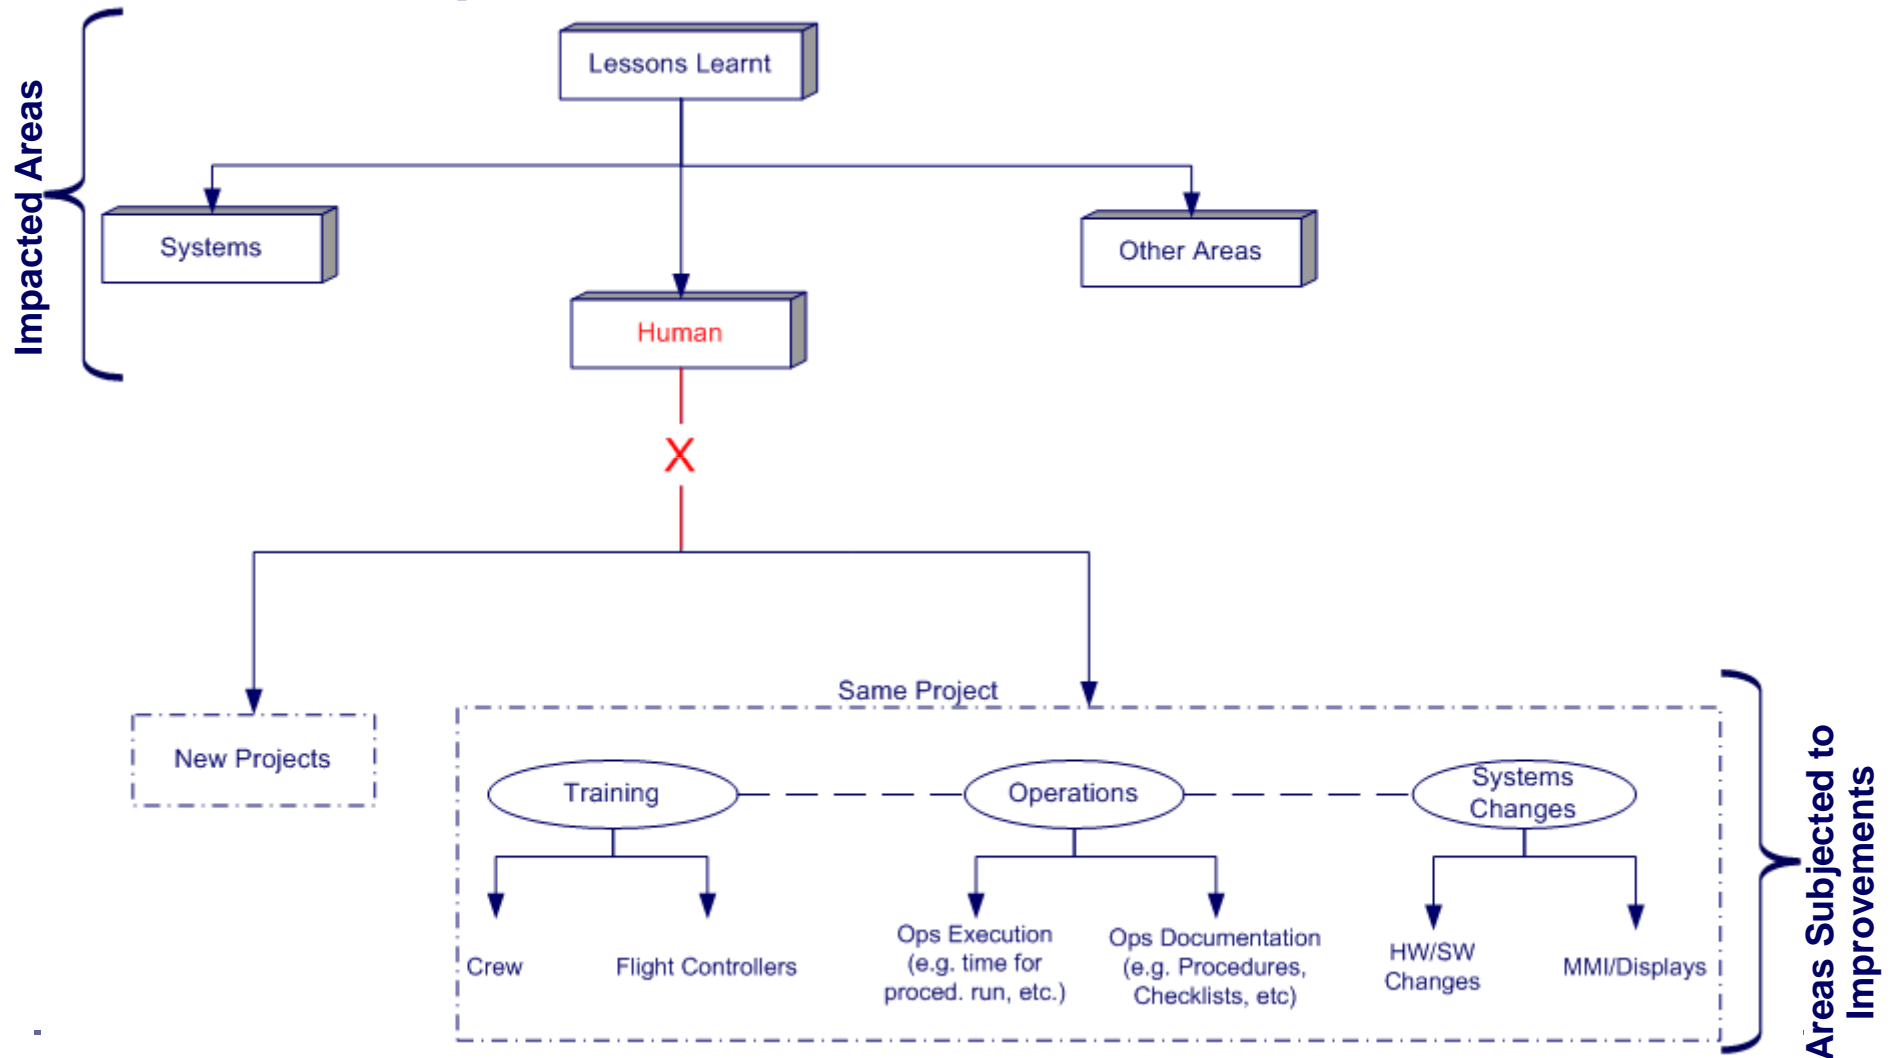 Impacted Areas
Lessons Learnt
Systems
Other Areas
Human
X
Same Project
New Projects
Training
Operations
Systems
Changes
Crew
Flight Controllers
Ops Execution
(e.g. time for
proced. run, etc.)
Ops Documentation
(e.g. Procedures,
Checklists, etc)
HW/SW
Changes
MMI/Displays
Areas Subjected to
Improvements